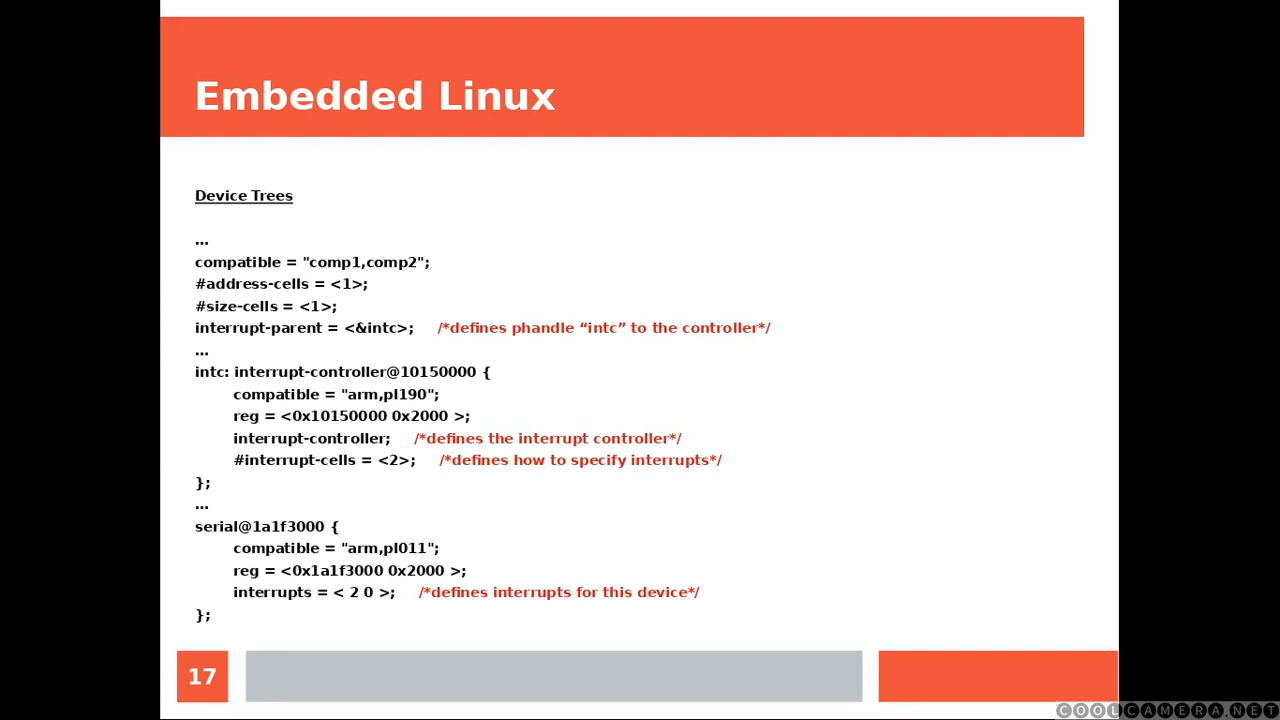 Embedded Linux
Device Trees
...
compatible = "comp1,comp2";
#address-cells = <1>;
#size-cells = <1>;
interrupt-parent = <&intc>; /*defines phandle “intc” to the controller*/
...
intc: interrupt-controller@10150000 {
compatible = "arm,pl190";
reg = <0x10150000 0x2000 >;
interrupt-controller; /*defines the interrupt controller*/
#interrupt-cells = <2>; /*defines how to specify interrupts*/
};
...
serial@1a1f3000 {
compatible = "arm,pl011";
reg = <0x1a1f3000 0x2000 >;
interrupts = < 2 0 >; /*defines interrupts for this device*/
};
17
COOLCAMERA.NET